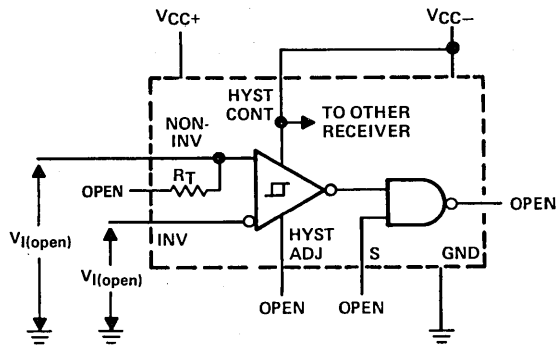 VCC+
VCC−
HYST
CONT
TO OTHER
RECEIVER
NON-
INV
RT
OPEN
OPEN
VI(open)
VI(open)
INV
HYST
ADJ
S
GND
OPEN
OPEN